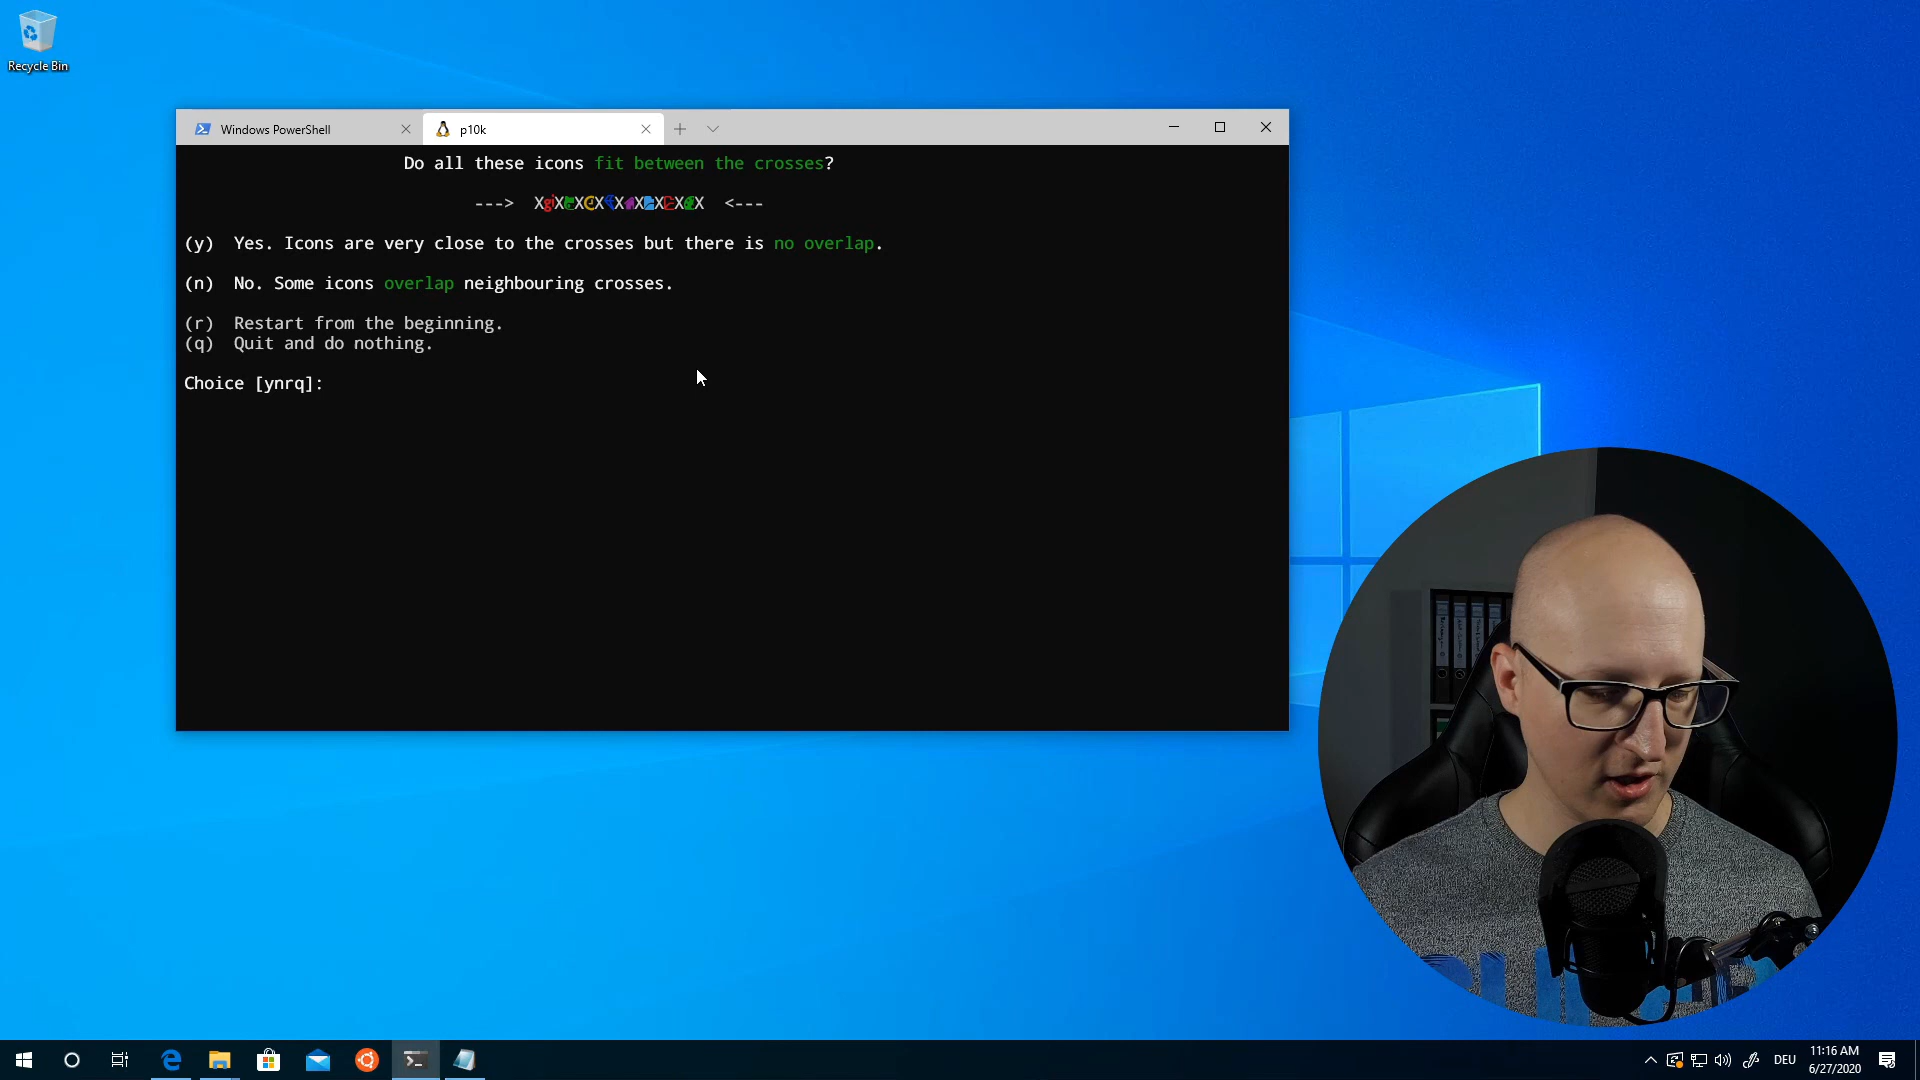 Recycle Bin
Windows PowerShell
p10k
Do all these icons fit between the crosses?
---> XXXXXXXXX <---
(y) Yes. Icons are very close to the crosses but there is no overlap.
(n) No. Some icons overlap neighbouring crosses.
(r) Restart from the beginning.
(q) Quit and do nothing.
Choice [ynrq]:
DEU
11:16 AM
6/27/2020